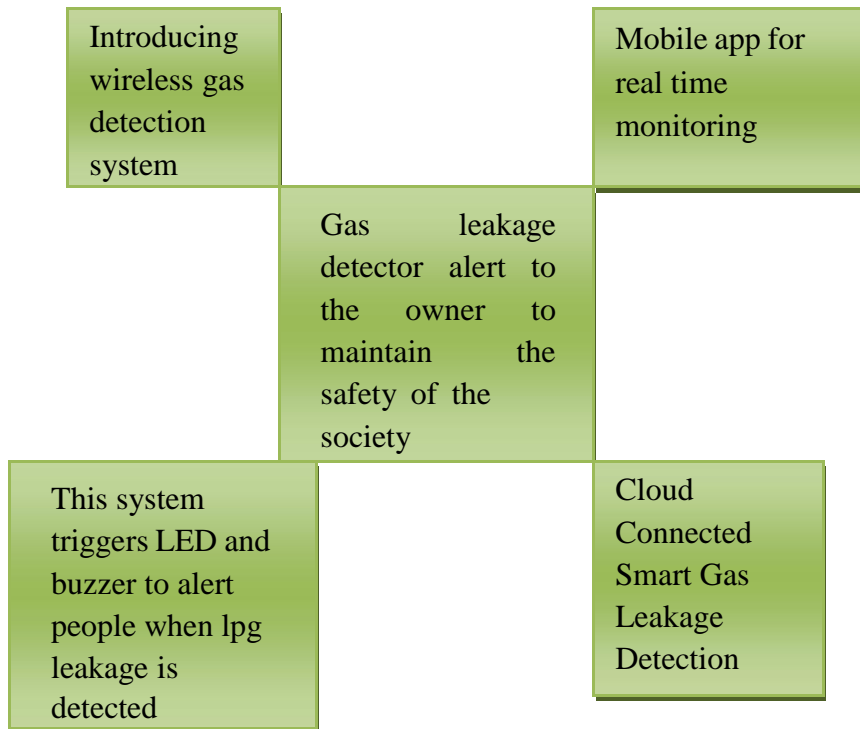 Introducing
wireless gas
detection
system
Mobile app for
real time
monitoring
Gas leakage
detector alert to
the owner to
maintain the
safety of the
society
This system
triggers LED and
buzzer to alert
people when lpg
leakage is
detected
Cloud
Connected
Smart Gas
Leakage
Detection